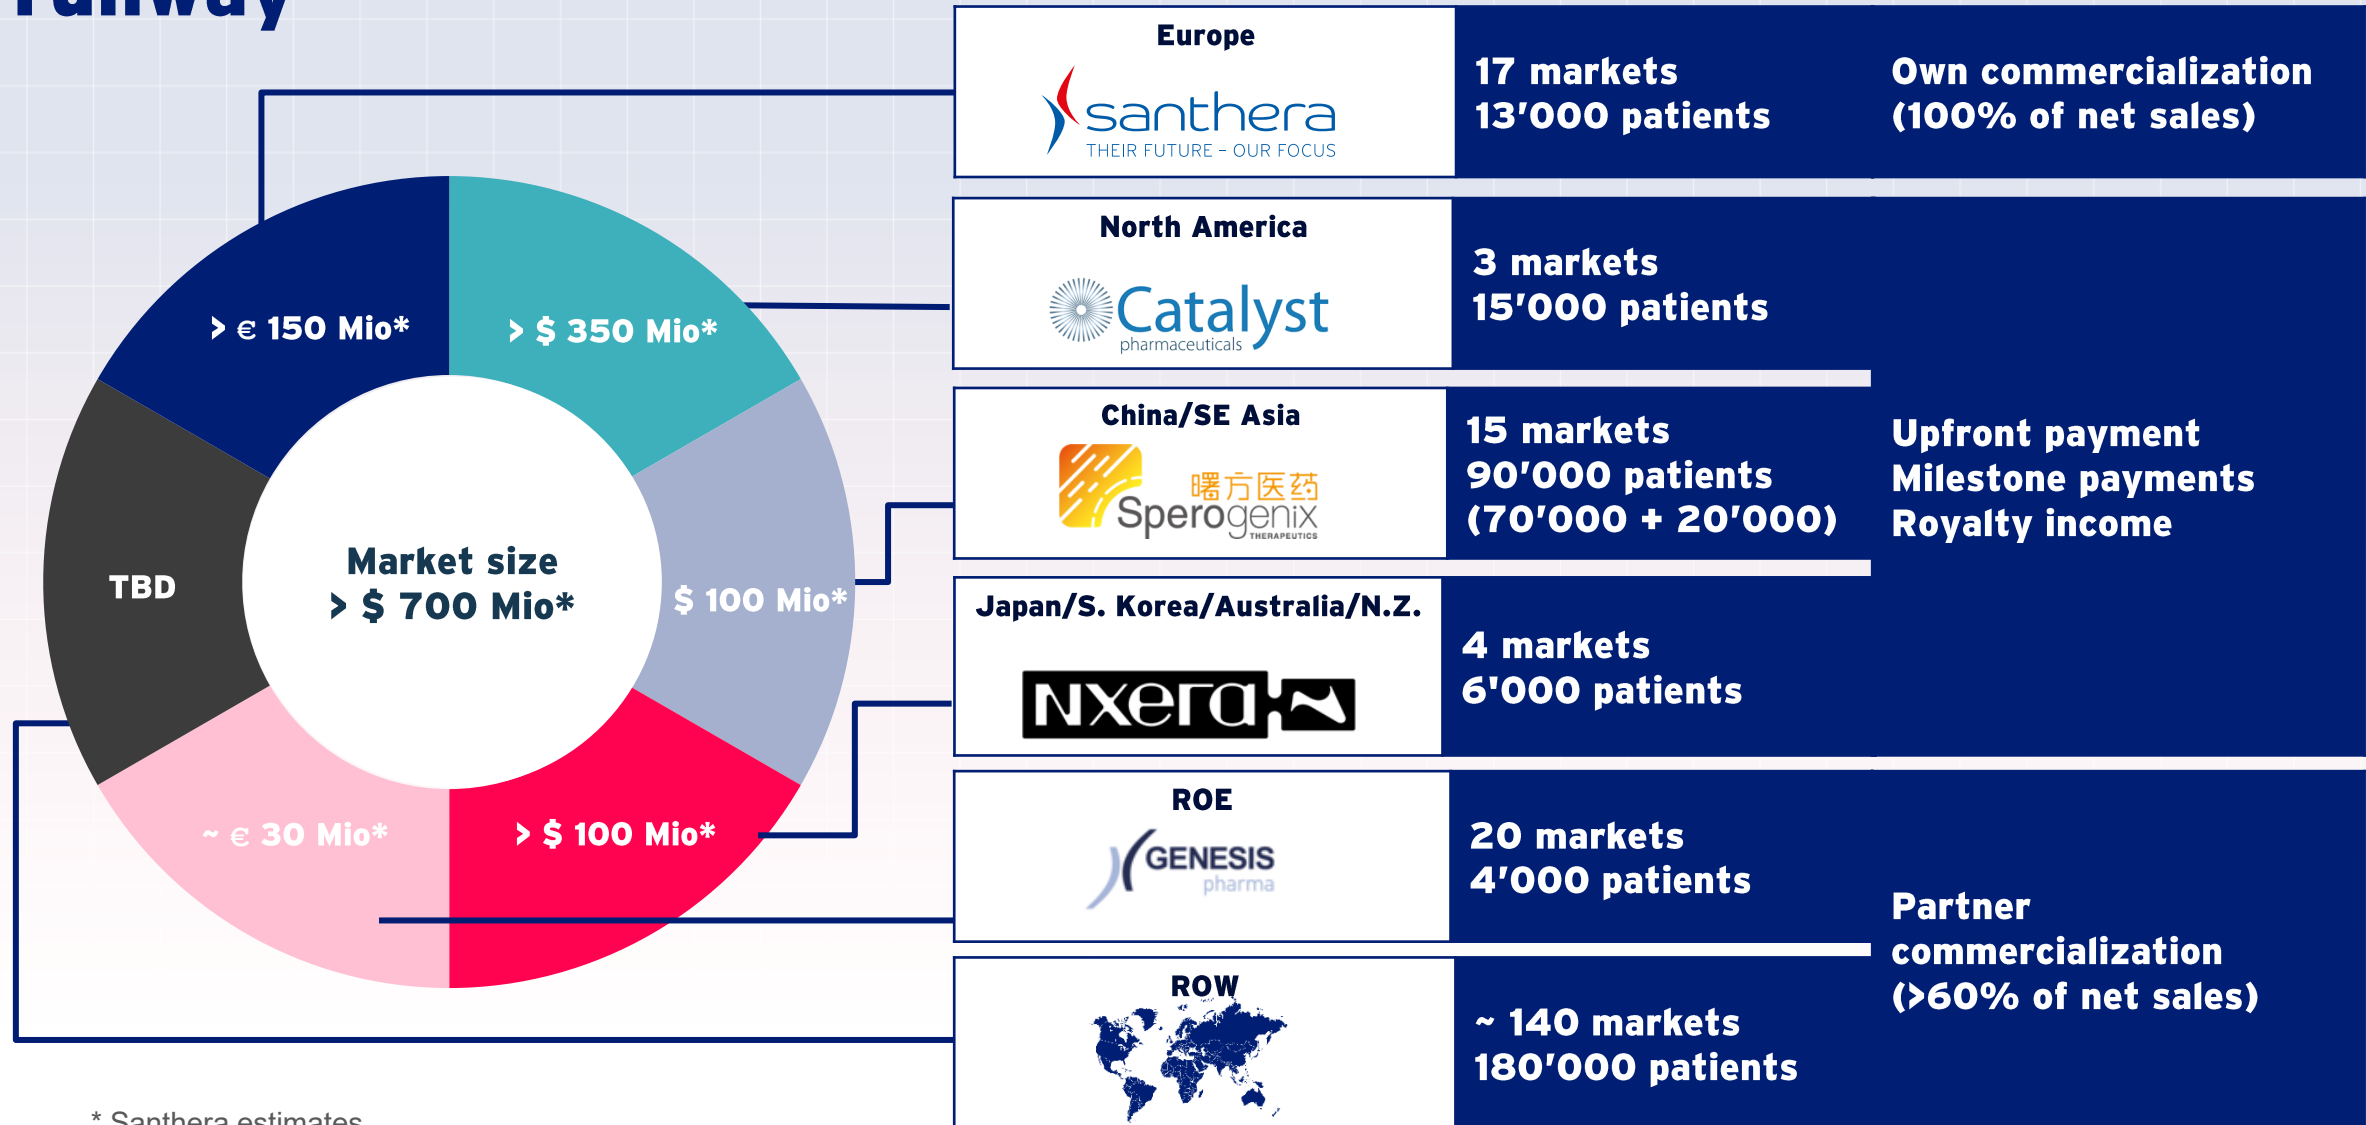 runway
Europe
santhera
THEIR FUTURE – OUR FOCUS
17 markets
13’000 patients
Own commercialization
(100% of net sales)
North America
Catalyst
pharmaceuticals
3 markets
15’000 patients
China/SE Asia
曙方医药
Sperogenix
THERAPEUTICS
15 markets
90’000 patients
(70’000 + 20’000)
Upfront payment
Milestone payments
Royalty income
Japan/S. Korea/Australia/N.Z.
Nxera
4 markets
6'000 patients
ROE
GENESIS
pharma
20 markets
4’000 patients
Partner
commercialization
(>60% of net sales)
ROW
~ 140 markets
180’000 patients
> € 150 Mio*
> $ 350 Mio*
TBD
Market size
> $ 700 Mio*
$ 100 Mio*
~ € 30 Mio*
> $ 100 Mio*
* Santhera estimates